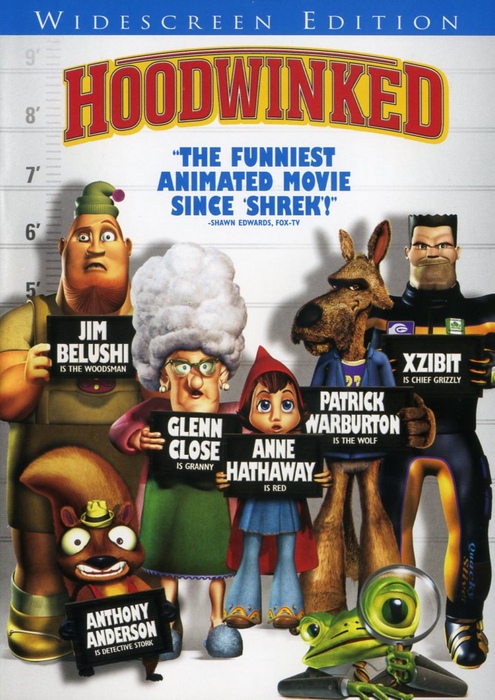 WIDESCREEN EDITION
9'
HOODWINKED
8'
"THE FUNNIEST
ANIMATED MOVIE
SINCE 'SHREK'!"
-SHAWN EDWARDS, FOX-TV
7'
6'
5'
JIM
BELUSHI
IS THE WOODSMAN
XZIBIT
IS CHIEF GRIZZLY
PATRICK
WARBURTON
IS THE WOLF
GLENN
CLOSE
IS GRANNY
ANNE
HATHAWAY
IS RED
ANTHONY
ANDERSON
IS DETECTIVE STORK